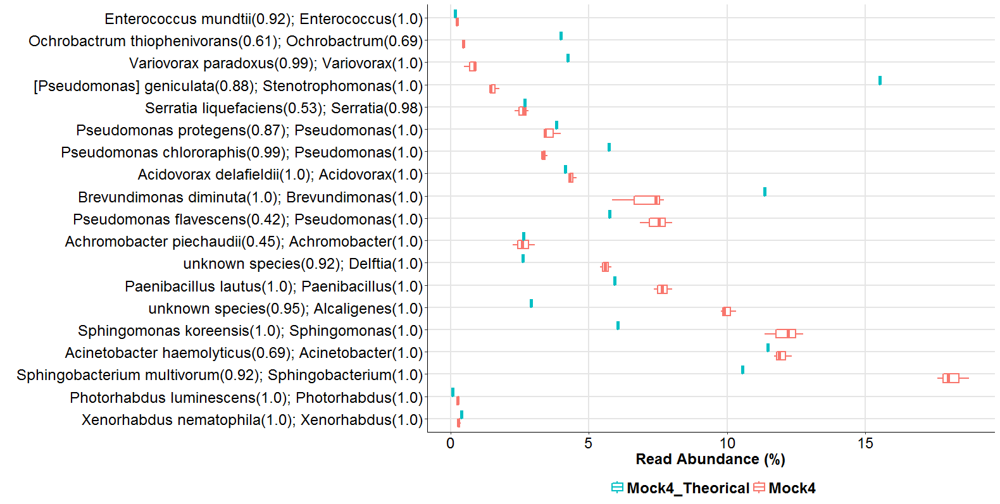 Enterococcus mundtii(0.92); Enterococcus(1.0)
Ochrobactrum thiophenivorans(0.61); Ochrobactrum(0.69)
Variovorax paradoxus(0.99); Variovorax(1.0)
[Pseudomonas] geniculata(0.88); Stenotrophomonas(1.0)
Serratia liquefaciens(0.53); Serratia(0.98)
Pseudomonas protegens(0.87); Pseudomonas(1.0)
Pseudomonas chlororaphis(0.99); Pseudomonas(1.0)
Acidovorax delafieldii(1.0); Acidovorax(1.0)
Brevundimonas diminuta(1.0); Brevundimonas(1.0)
Pseudomonas flavescens(0.42); Pseudomonas(1.0)
Achromobacter piechaudii(0.45); Achromobacter(1.0)
unknown species(0.92); Delftia(1.0)
Paenibacillus lautus(1.0); Paenibacillus(1.0)
unknown species(0.95); Alcaligenes(1.0)
Sphingomonas koreensis(1.0); Sphingomonas(1.0)
Acinetobacter haemolyticus(0.69); Acinetobacter(1.0)
Sphingobacterium multivorum(0.92); Sphingobacterium(1.0)
Photorhabdus luminescens(1.0); Photorhabdus(1.0)
Xenorhabdus nematophila(1.0); Xenorhabdus(1.0)
0 5 10 15
Read Abundance (%)
Mock4_Theorical Mock4